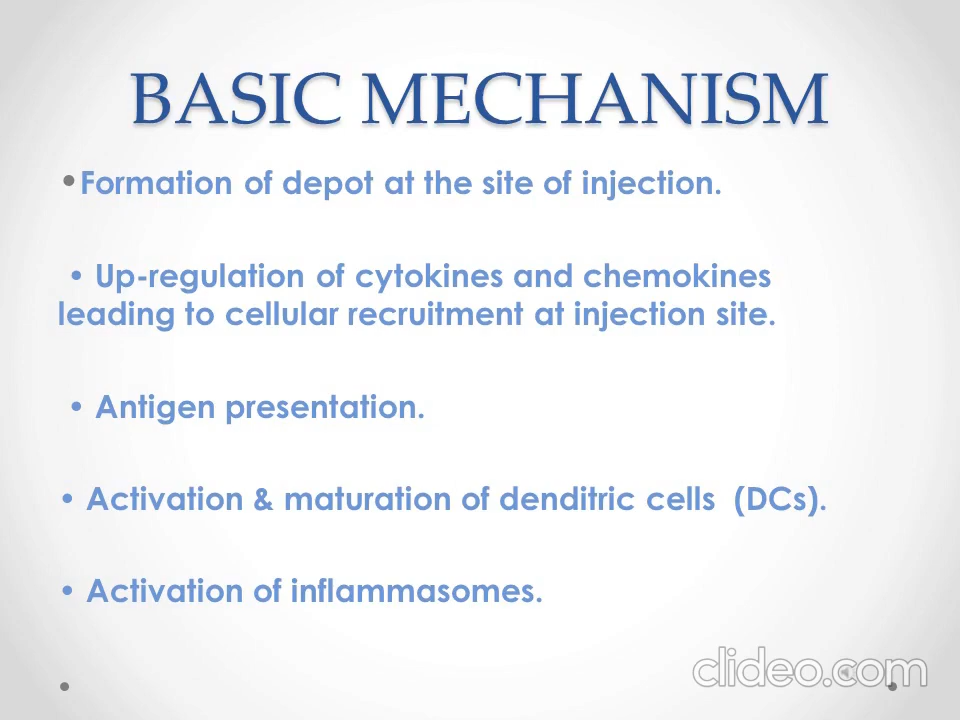 BASIC MECHANISM
•Formation of depot at the site of injection.
• Up-regulation of cytokines and chemokines
leading to cellular recruitment at injection site.
• Antigen presentation.
• Activation & maturation of denditric cells (DCs).
• Activation of inflammasomes.
clideo.com